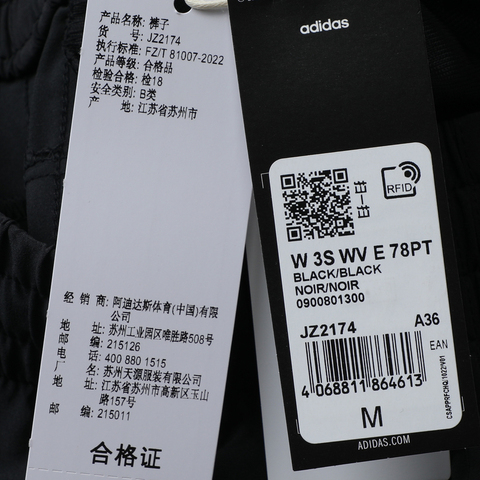 产品名称: 裤子
货 号: JZ2174
执行标准: FZ/T 81007-2022
产品等级: 合格品
检验合格: 检18
安全类别: B类
产 地: 江苏省苏州市
经 销 商: 阿迪达斯体育(中国)有限
公司
地 址: 苏州工业园区唯胜路508号
邮 编: 215126
电 话: 400 880 1515
厂 名: 苏州天源服装有限公司
地 址: 江苏省苏州市高新区玉山
路157号
邮 编: 215011
合格证
adidas
扫一扫
RFID
W 3S WV E 78PT
BLACK/BLACK
NOIR/NOIR
0900801300
JZ2174 A36
EAN
4 068811 864613
M
ADIDAS.COM